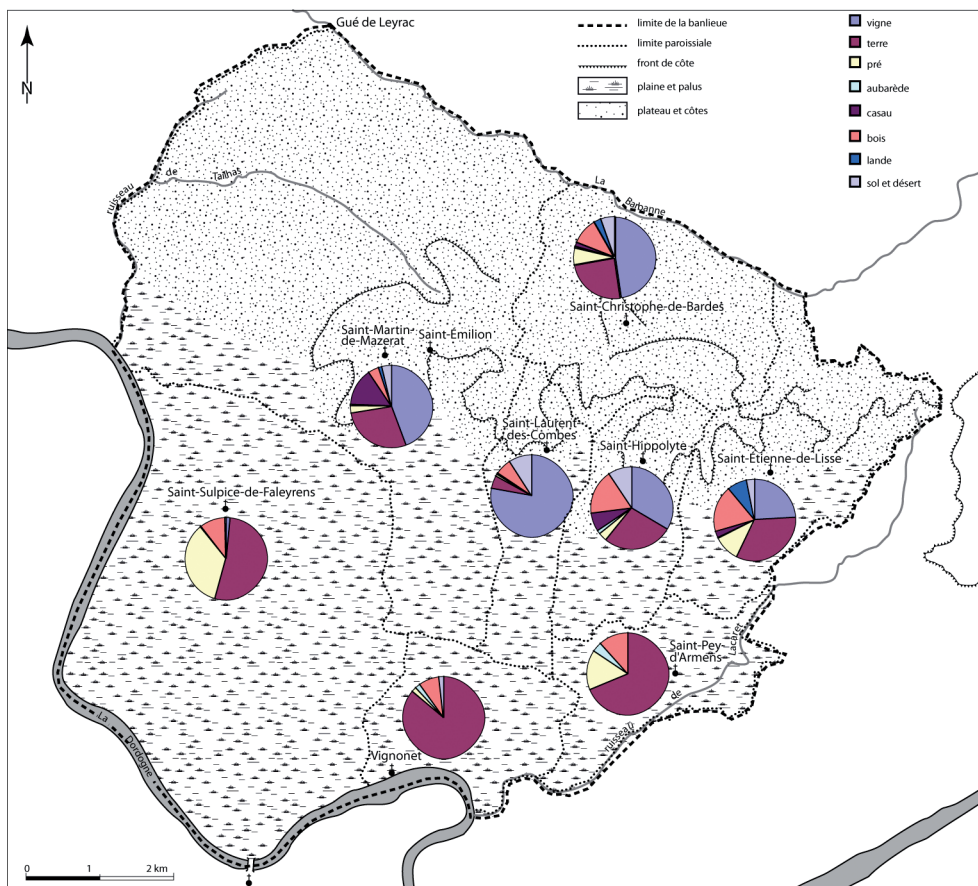 Gué de Leyrac
limite de la banlieue
limite paroissiale
front de côte
plaine et palus
plateau et côtes
vigne
terre
pré
aubarède
casau
bois
lande
sol et désert
N
ruisseau de Tailhas
La Barbanne
Saint-Christophe-de-Bardes
Saint-Martin-
de-Mazerat
Saint-Émilion
Saint-Laurent
des-Combes
Saint-Hippolyte
Saint-Etienne-de-Lisse
Saint-Sulpice-de-Faleyrens
Saint-Pey-
d'Armens
ruisseau de Lacaret
Vignonet
La Dordogne
0 1 2 km